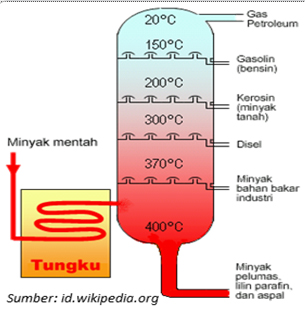 20°C
Gas
Petroleum
150°C
Gasolin
(bensin)
200°C
Kerosin
(minyak
tanah)
300°C
Disel
Minyak mentah
370°C
Minyak
bahan bakar
industri
400°C
Tungku
Minyak
pelumas,
lilin parafin,
dan aspal
Sumber: id.wikipedia.org